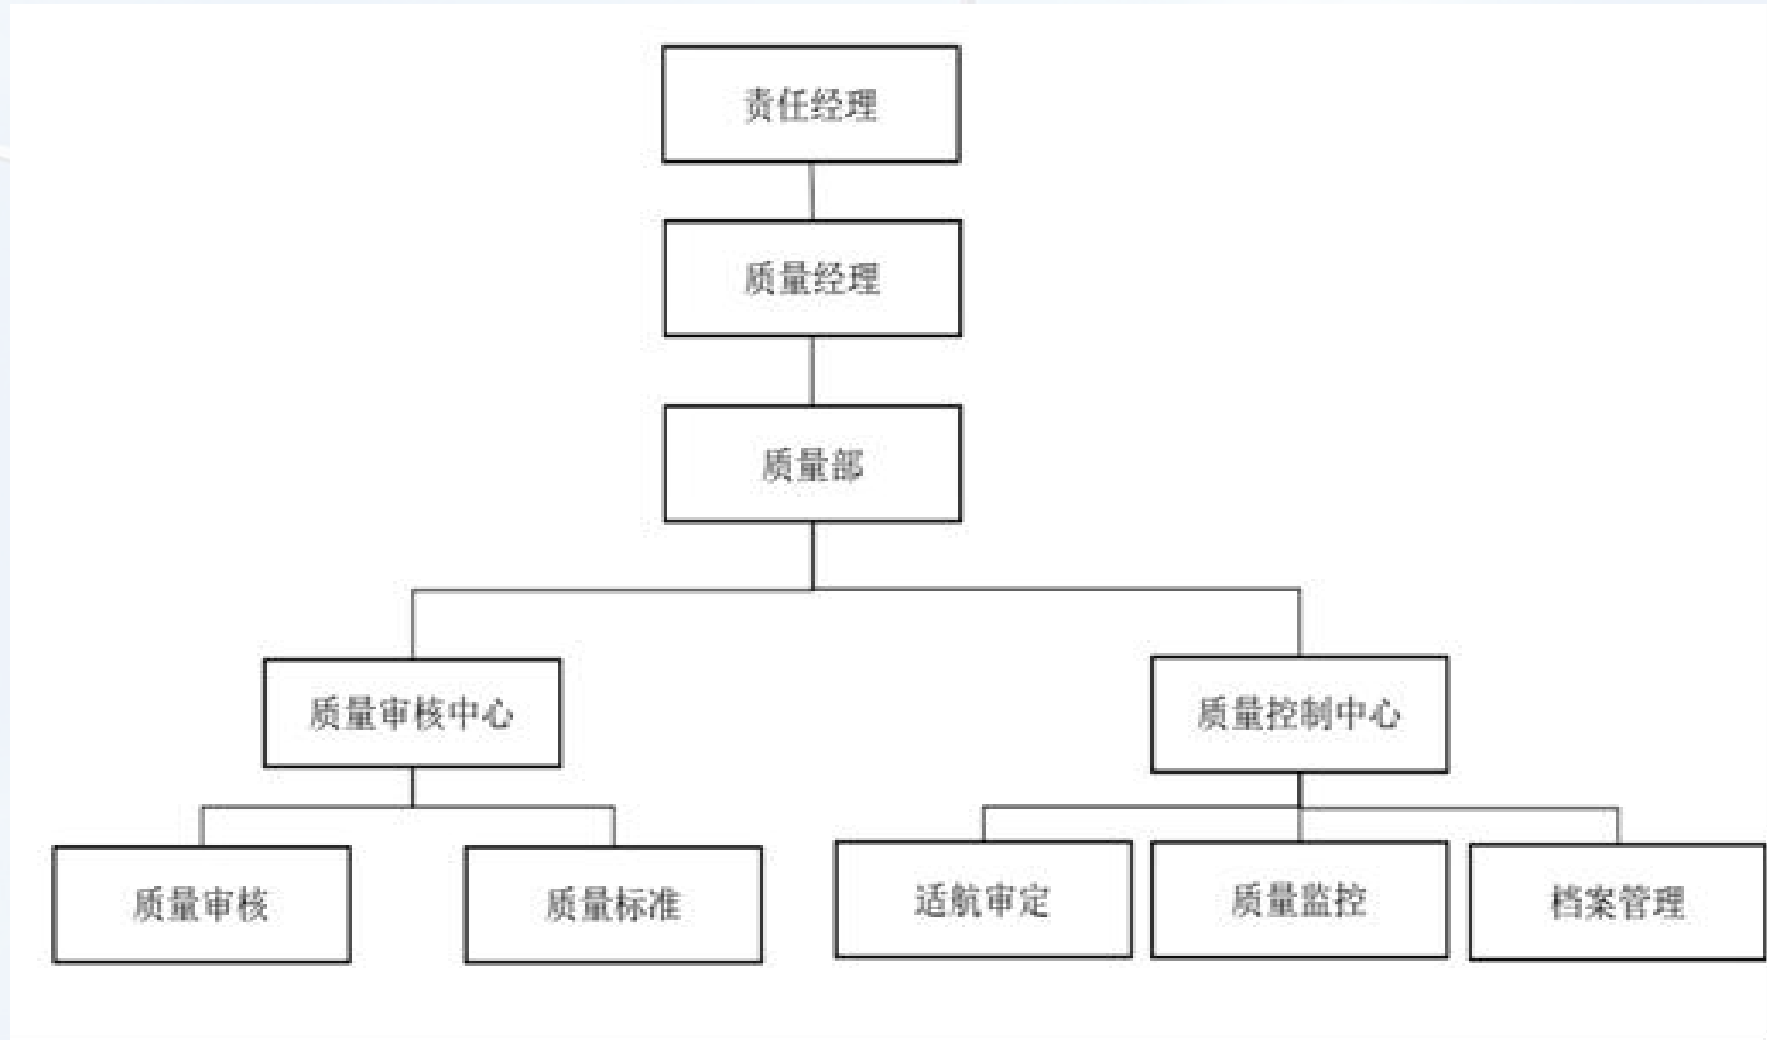 责任经理
质量经理
质量部
质量审核中心
质量控制中心
质量审核
质量标准
适航审定
质量监控
档案管理